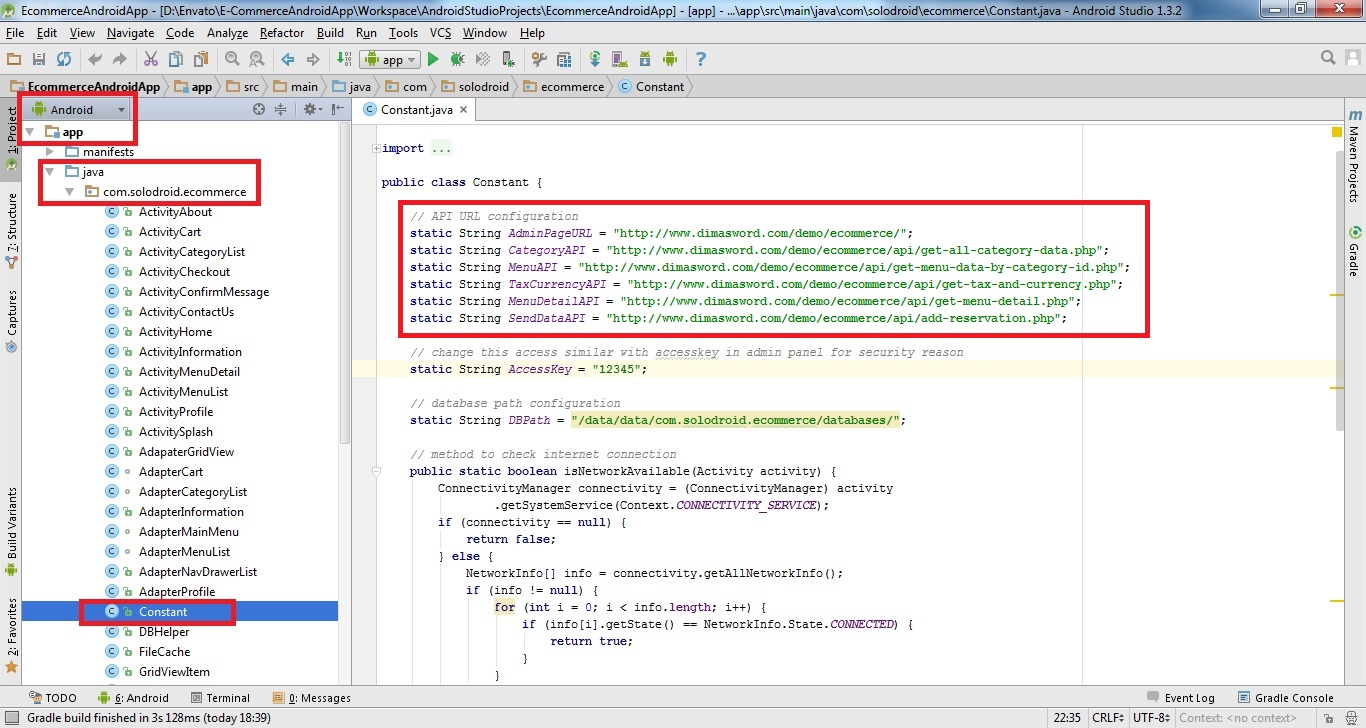 EcommerceAndroidApp - [D:\Envato\E-CommerceAndroidApp\Workspace\AndroidStudioProjects\EcommerceAndroidApp] - [app] - ...\app\src\main\java\com\solodroid\ecommerce\Constant.java - Android Studio 1.3.2
File Edit View Navigate Code Analyze Refactor Build Run Tools VCS Window Help
app
EcommerceAndroidApp app src main java com solodroid ecommerce Constant
1: Project
7: Structure
Captures
Build Variants
2: Favorites
Android
app
manifests
java
com.solodroid.ecommerce
ActivityAbout
ActivityCart
ActivityCategoryList
ActivityCheckout
ActivityConfirmMessage
ActivityContactUs
ActivityHome
ActivityInformation
ActivityMenuDetail
ActivityMenuList
ActivityProfile
ActivitySplash
AdapaterGridView
AdapterCart
AdapterCategoryList
AdapterInformation
AdapterMainMenu
AdapterMenuList
AdapterNavDrawerList
AdapterProfile
Constant
DBHelper
FileCache
GridViewItem
Constant.java
import ...
public class Constant {
// API URL configuration
static String AdminPageURL = "http://www.dimasword.com/demo/ecommerce/";
static String CategoryAPI = "http://www.dimasword.com/demo/ecommerce/api/get-all-category-data.php";
static String MenuAPI = "http://www.dimasword.com/demo/ecommerce/api/get-menu-data-by-category-id.php";
static String TaxCurrencyAPI = "http://www.dimasword.com/demo/ecommerce/api/get-tax-and-currency.php";
static String MenuDetailAPI = "http://www.dimasword.com/demo/ecommerce/api/get-menu-detail.php";
static String SendDataAPI = "http://www.dimasword.com/demo/ecommerce/api/add-reservation.php";
// change this access similar with accesskey in admin panel for security reason
static String AccessKey = "12345";
// database path configuration
static String DBPath = "/data/data/com.solodroid.ecommerce/databases/";
// method to check internet connection
public static boolean isNetworkAvailable(Activity activity) {
ConnectivityManager connectivity = (ConnectivityManager) activity
.getSystemService(Context.CONNECTIVITY_SERVICE);
if (connectivity == null) {
return false;
} else {
NetworkInfo[] info = connectivity.getAllNetworkInfo();
if (info != null) {
for (int i = 0; i < info.length; i++) {
if (info[i].getState() == NetworkInfo.State.CONNECTED) {
return true;
}
}
m
Maven Projects
Gradle
TODO 6: Android Terminal 0: Messages Event Log Gradle Console
Gradle build finished in 3s 128ms (today 18:39) 22:35 CRLF UTF-8 Context: <no context>